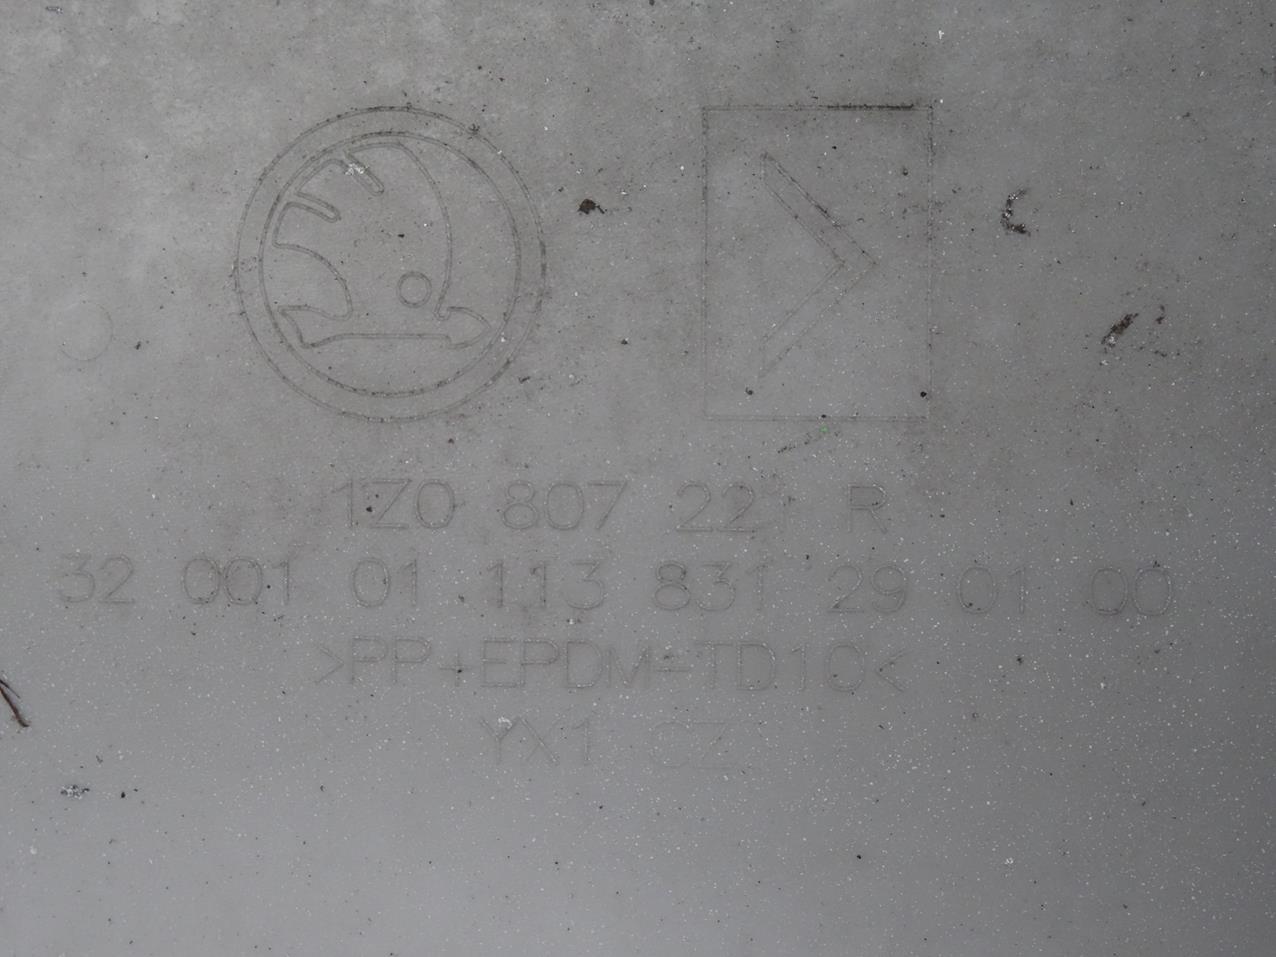 1Z0 807 221 R
32 001 01 113 831 29 01 00
>PP+EPDM-TD10<
YX1 CZ